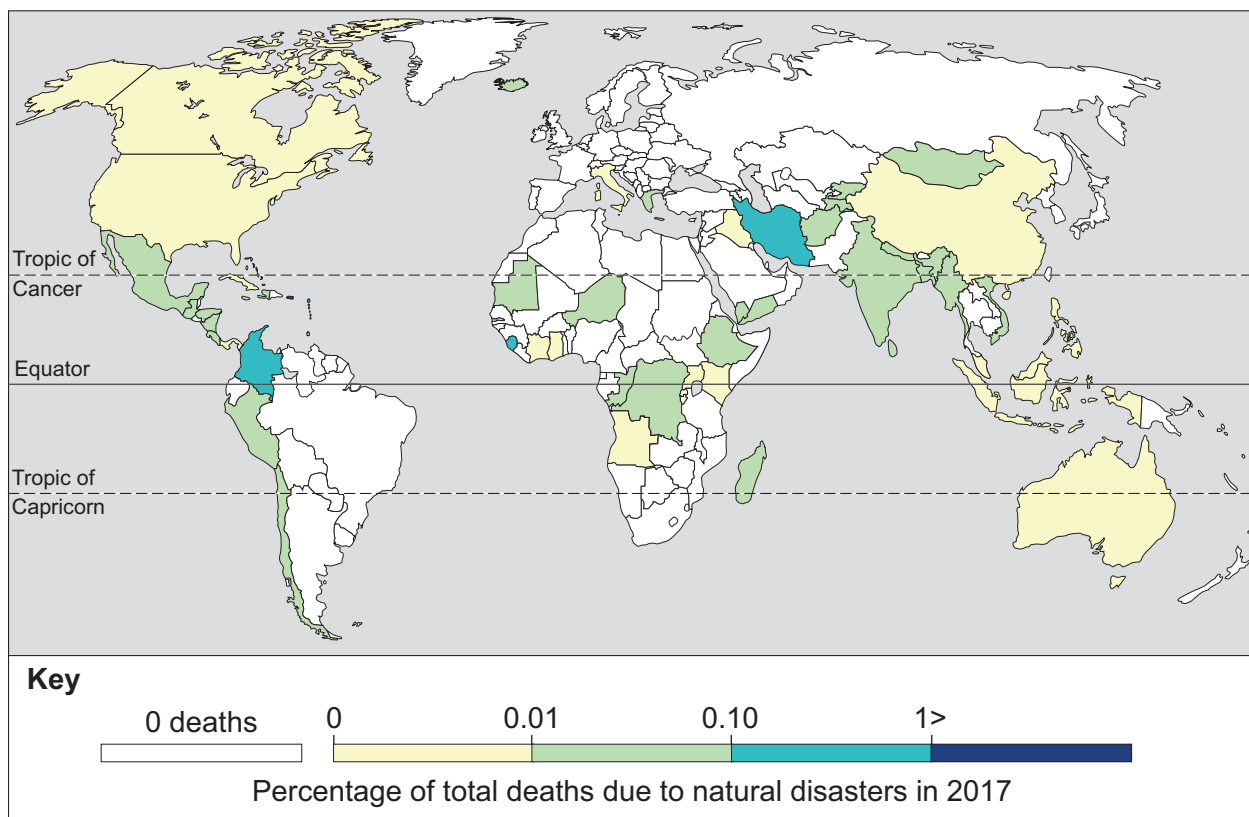 Tropic of
Cancer
Equator
Tropic of
Capricorn
Key
0 deaths
0 0.01 0.10 1>
Percentage of total deaths due to natural disasters in 2017